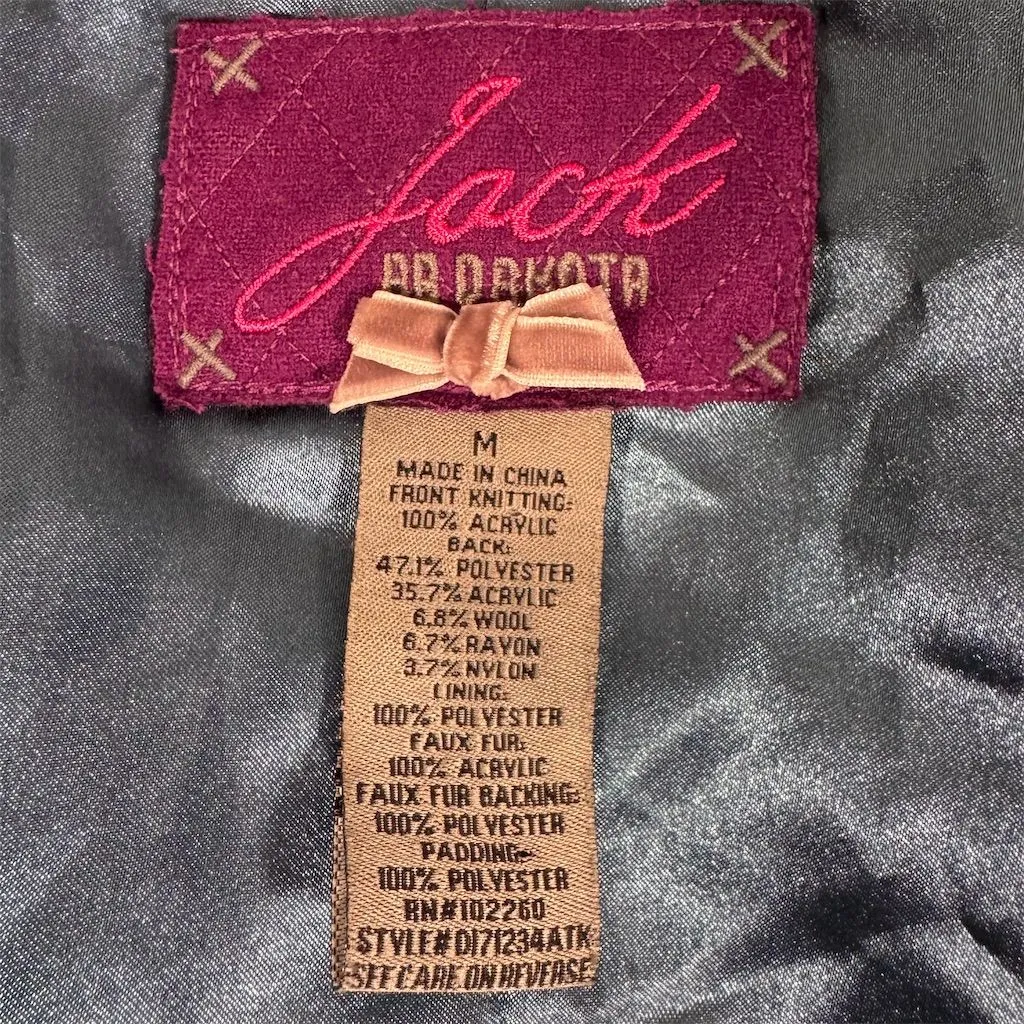 Jack
BB DAKOTA
M
MADE IN CHINA
FRONT KNITTING:
100% ACRYLIC
BACK:
47.1% POLYESTER
35.7% ACRYLIC
6.8% WOOL
6.7% RAYON
3.7% NYLON
LINING:
100% POLYESTER
FAUX FUR:
100% ACRYLIC
FAUX FUR BACKING:
100% POLYESTER
PADDING:
100% POLYESTER
RN#102260
STYLE# D171234ATK
SEE CARE ON REVERSE